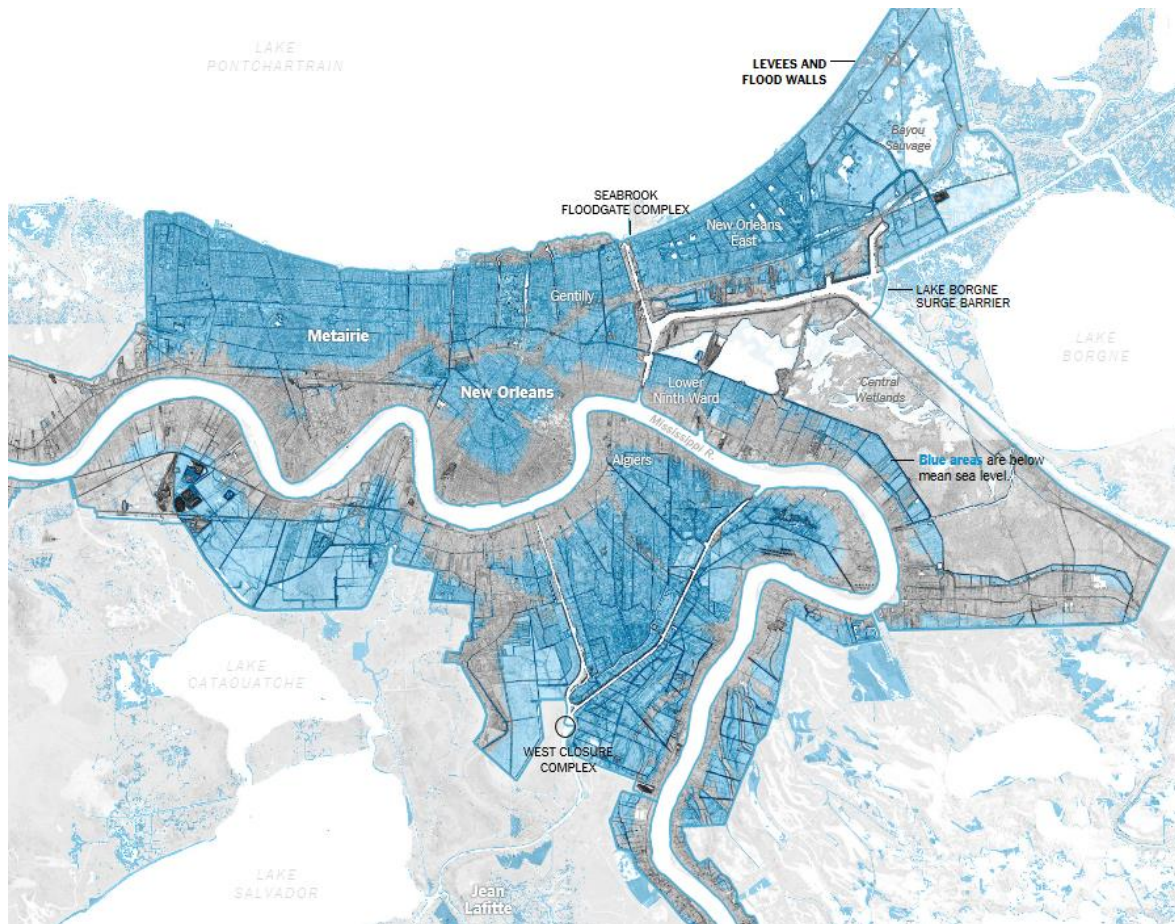 LAKE
PONTCHARTRAIN
LEVEES AND
FLOOD WALLS
Bayou
Sauvage
SEABROOK
FLOODGATE COMPLEX
New Orleans
East
Gentilly
LAKE BORGNE
SURGE BARRIER
Metairie
LAKE
BORGNE
New Orleans
Lower
Ninth Ward
Central
Wetlands
Mississippi R.
Algiers
Blue areas are below
mean sea level.
LAKE
CATAOUATCHE
WEST CLOSURE
COMPLEX
LAKE
SALVADOR
Jean
Lafitte